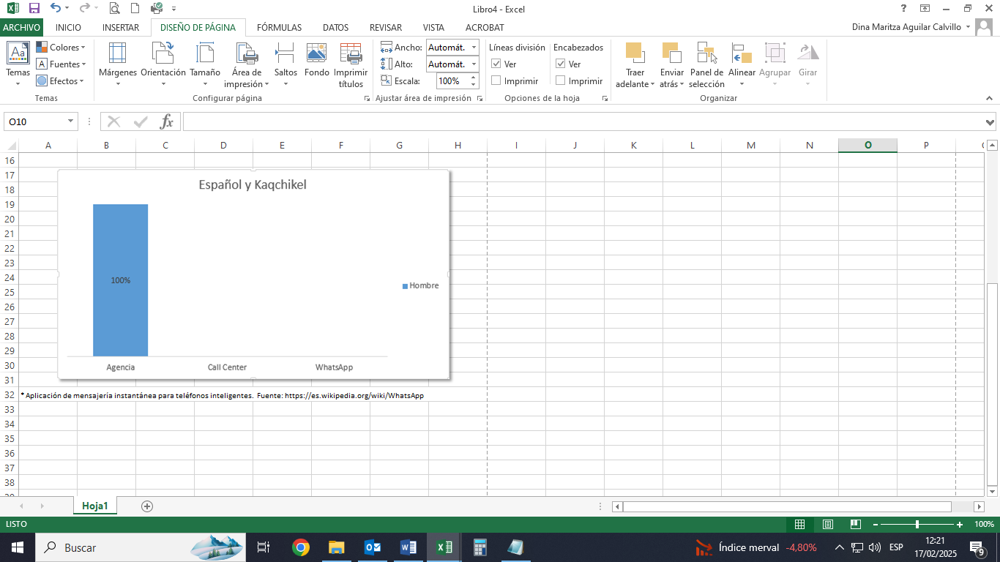 Libro4 - Excel
ARCHIVO INICIO INSERTAR DISEÑO DE PÁGINA FÓRMULAS DATOS REVISAR VISTA ACROBAT Dina Maritza Aguilar Calvillo
Aa Colores Ancho: Automát. Líneas división Encabezados
A Fuentes Alto: Automát. Ver Ver
Temas Efectos Márgenes Orientación Tamaño Área de impresión Saltos Fondo Imprimir títulos Escala: 100% Imprimir Imprimir Traer adelante Enviar atrás Panel de selección Alinear Agrupar Girar
Temas Configurar página Ajustar área de impresión Opciones de la hoja Organizar
O10 fx
A B C D E F G H I J K L M N O P
16
17
Español y Kaqchikel
18
19
20
21
22
23
24
100%
25
Hombre
26
27
28
29
30
Agencia Call Center WhatsApp
31
32 * Aplicación de mensajería instantánea para teléfonos inteligentes. Fuente: https://es.wikipedia.org/wiki/WhatsApp
33
34
35
36
37
38
Hoja1
LISTO 100%
Buscar Índice merval -4,80% ESP 12:21
17/02/2025 9